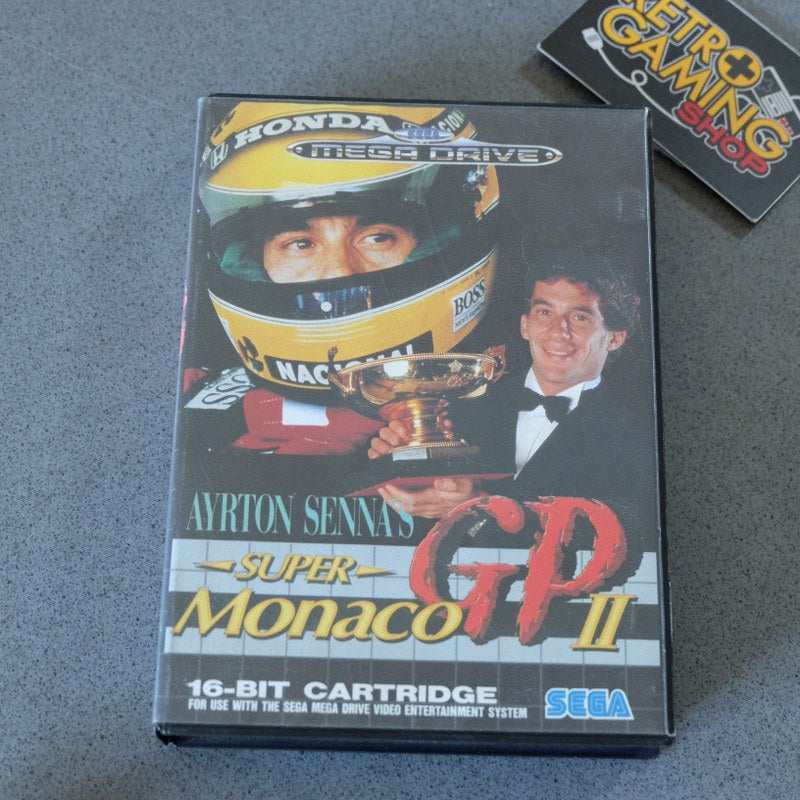 RETRO
GAMING
SHOP
HONDA
SEGA
MEGA DRIVE
BOSS
NACIONAL
AYRTON SENNA'S
SUPER
Monaco GP II
16-BIT CARTRIDGE
FOR USE WITH THE SEGA MEGA DRIVE VIDEO ENTERTAINMENT SYSTEM
SEGA